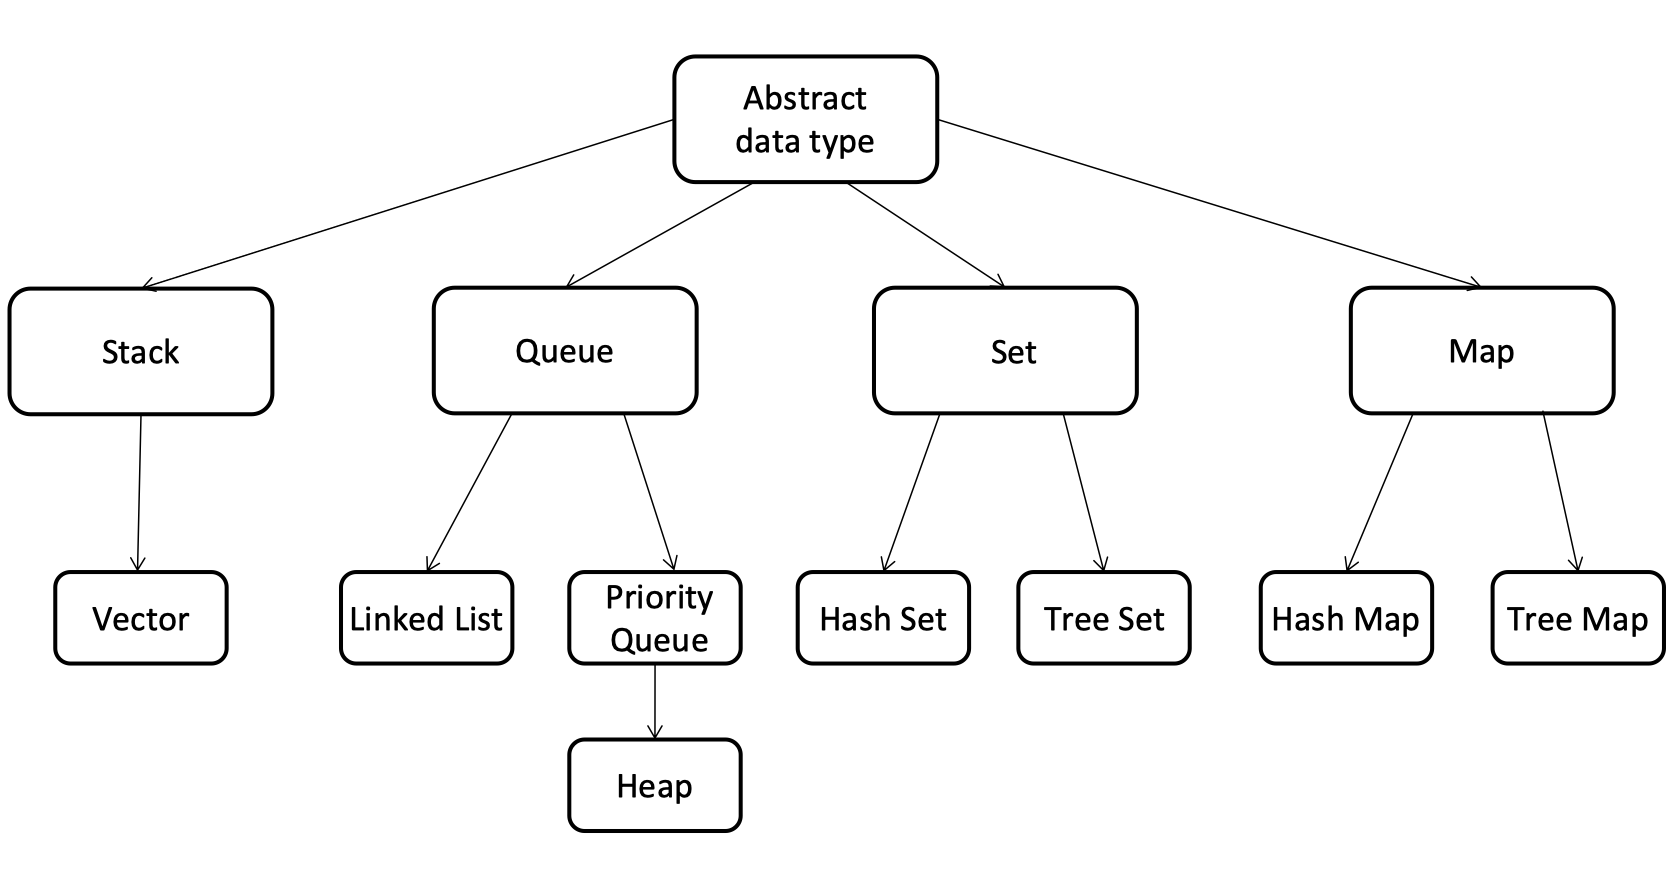 Abstract
data type
Stack
Queue
Set
Map
Vector
Linked List
Priority
Queue
Hash Set
Tree Set
Hash Map
Tree Map
Heap